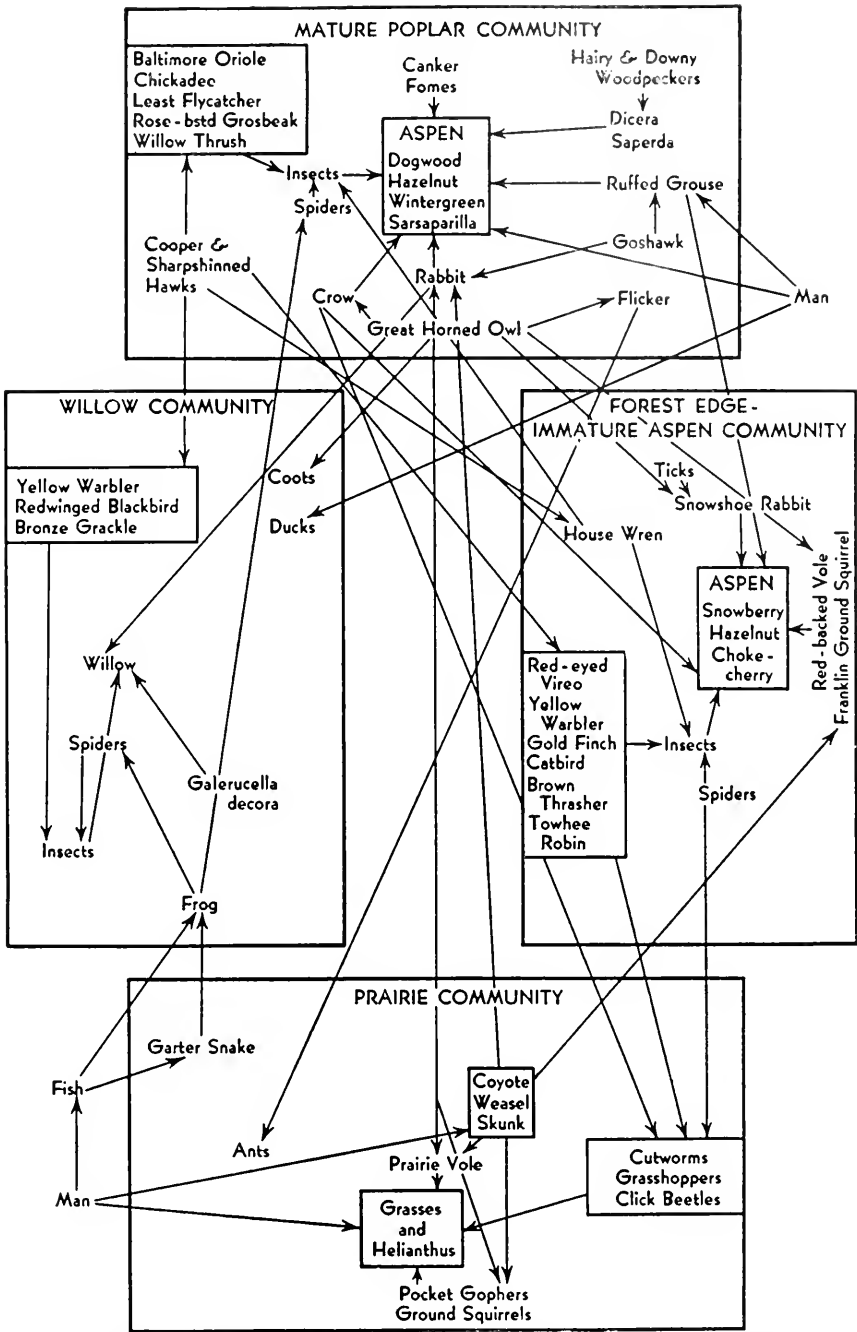 MATURE POPLAR COMMUNITY
Baltimore Oriole
Chickadee
Least Flycatcher
Rose-bstd Grosbeak
Willow Thrush
Canker
Fomes
Hairy & Downy
Woodpeckers
ASPEN
Dogwood
Hazelnut
Wintergreen
Sarsaparilla
Dicera
Saperda
Insects
Spiders
Ruffed Grouse
Goshawk
Cooper &
Sharpshinned
Hawks
Rabbit
Crow
Flicker
Man
Great Horned Owl
WILLOW COMMUNITY
Yellow Warbler
Redwinged Blackbird
Bronze Grackle
Coots
Ducks
Willow
Spiders
Galerucella
decora
Insects
Frog
FOREST EDGE-
IMMATURE ASPEN COMMUNITY
Ticks
Snowshoe Rabbit
House Wren
ASPEN
Snowberry
Hazelnut
Choke-
cherry
Red-backed Vole
Franklin Ground Squirrel
Red-eyed
Vireo
Yellow
Warbler
Gold Finch
Catbird
Brown
Thrasher
Towhee
Robin
Insects
Spiders
PRAIRIE COMMUNITY
Garter Snake
Fish
Coyote
Weasel
Skunk
Ants
Prairie Vole
Man
Grasses
and
Helianthus
Cutworms
Grasshoppers
Click Beetles
Pocket Gophers
Ground Squirrels